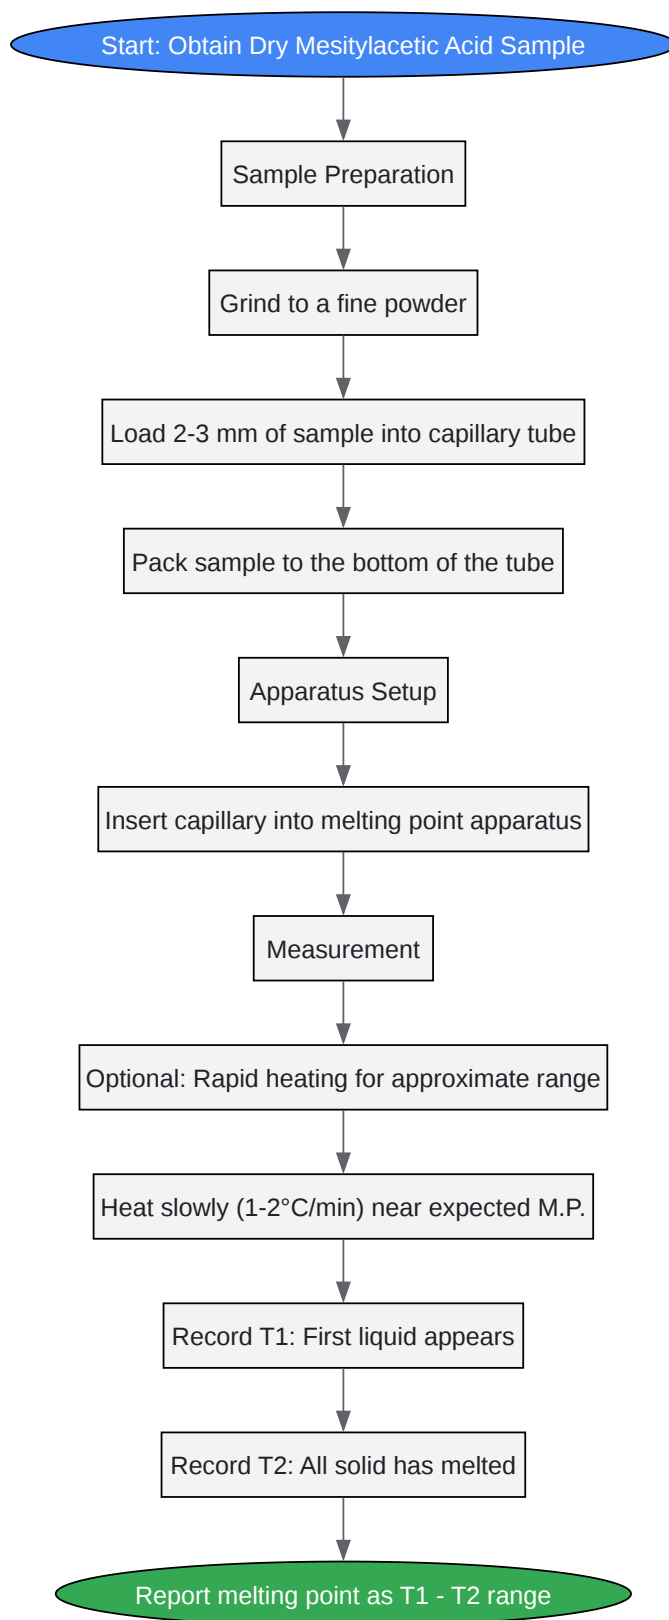 Start: Obtain Dry Mesitylacetic Acid Sample
Sample Preparation
Grind to a fine powder
Load 2-3 mm of sample into capillary tube
Pack sample to the bottom of the tube
Apparatus Setup
Insert capillary into melting point apparatus
Measurement
Optional: Rapid heating for approximate range
Heat slowly (1-2°C/min) near expected M.P.
Record T1: First liquid appears
Record T2: All solid has melted
Report melting point as T1 - T2 range